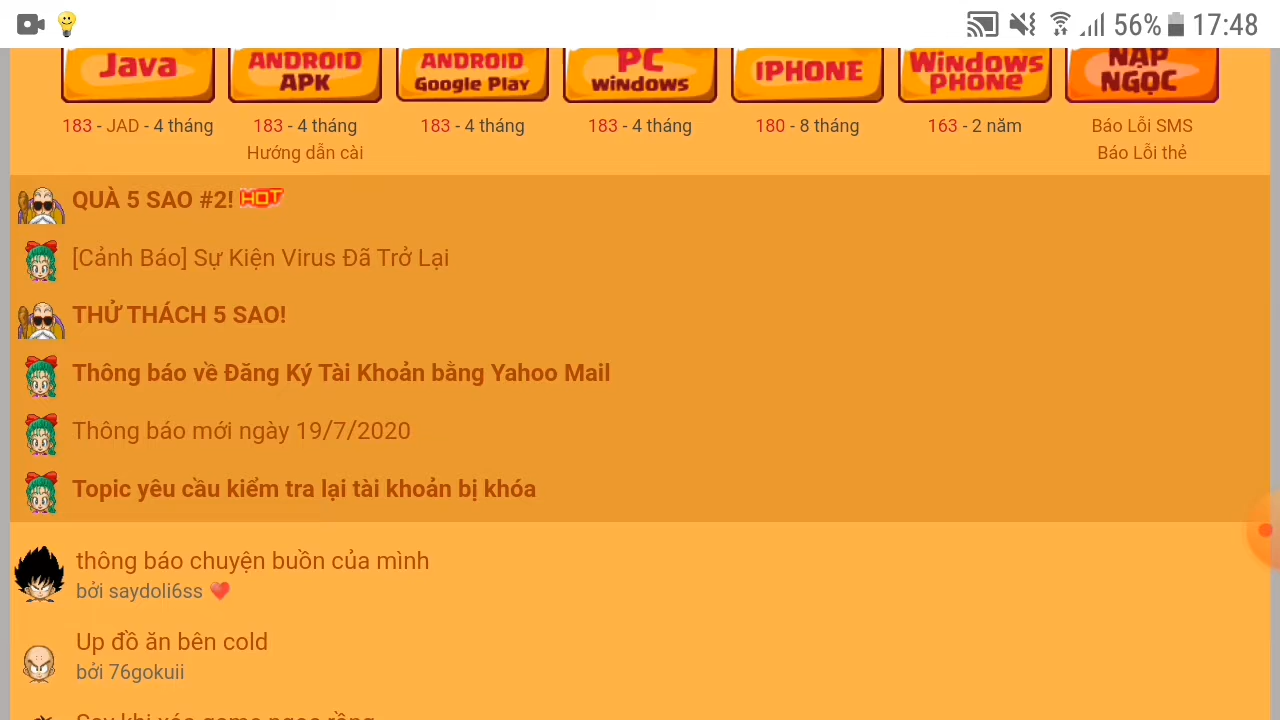 56% 17:48
Java ANDROID APK ANDROID Google Play PC WINDOWS IPHONE Windows PHONE NẠP NGỌC
183 - JAD - 4 tháng 183 - 4 tháng 183 - 4 tháng 183 - 4 tháng 180 - 8 tháng 163 - 2 năm Báo Lỗi SMS
Hướng dẫn cài Báo Lỗi thẻ
QUÀ 5 SAO #2! HOT
[Cảnh Báo] Sự Kiện Virus Đã Trở Lại
THỬ THÁCH 5 SAO!
Thông báo về Đăng Ký Tài Khoản bằng Yahoo Mail
Thông báo mới ngày 19/7/2020
Topic yêu cầu kiểm tra lại tài khoản bị khóa
thông báo chuyện buồn của mình
bởi saydoli6ss ❤️
Up đồ ăn bên cold
bởi 76gokuii